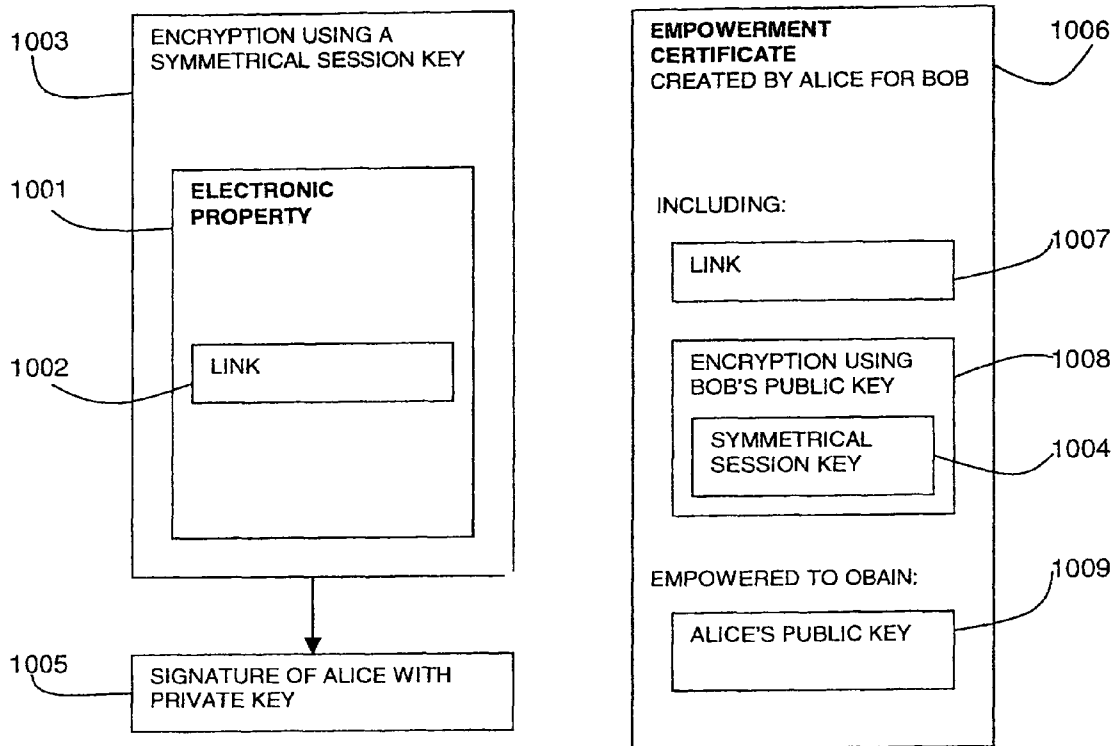 1003
ENCRYPTION USING A
SYMMETRICAL SESSION KEY
1001
ELECTRONIC
PROPERTY
1002
LINK
1005
SIGNATURE OF ALICE WITH
PRIVATE KEY
EMPOWERMENT
CERTIFICATE
CREATED BY ALICE FOR BOB
1006
INCLUDING:
LINK
1007
ENCRYPTION USING
BOB'S PUBLIC KEY
1008
SYMMETRICAL
SESSION KEY
1004
EMPOWERED TO OBAIN:
ALICE'S PUBLIC KEY
1009